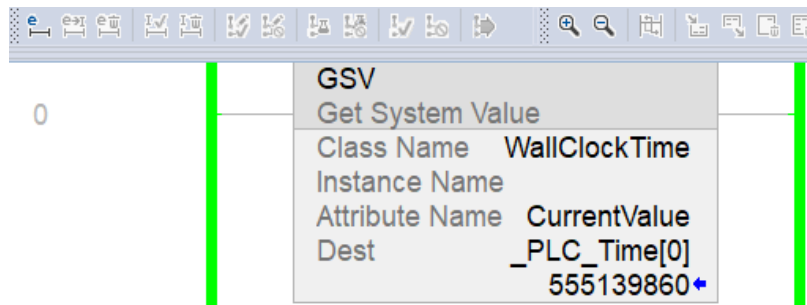 0
GSV
Get System Value
Class Name WallClockTime
Instance Name
Attribute Name CurrentValue
Dest _PLC_Time[0]
555139860